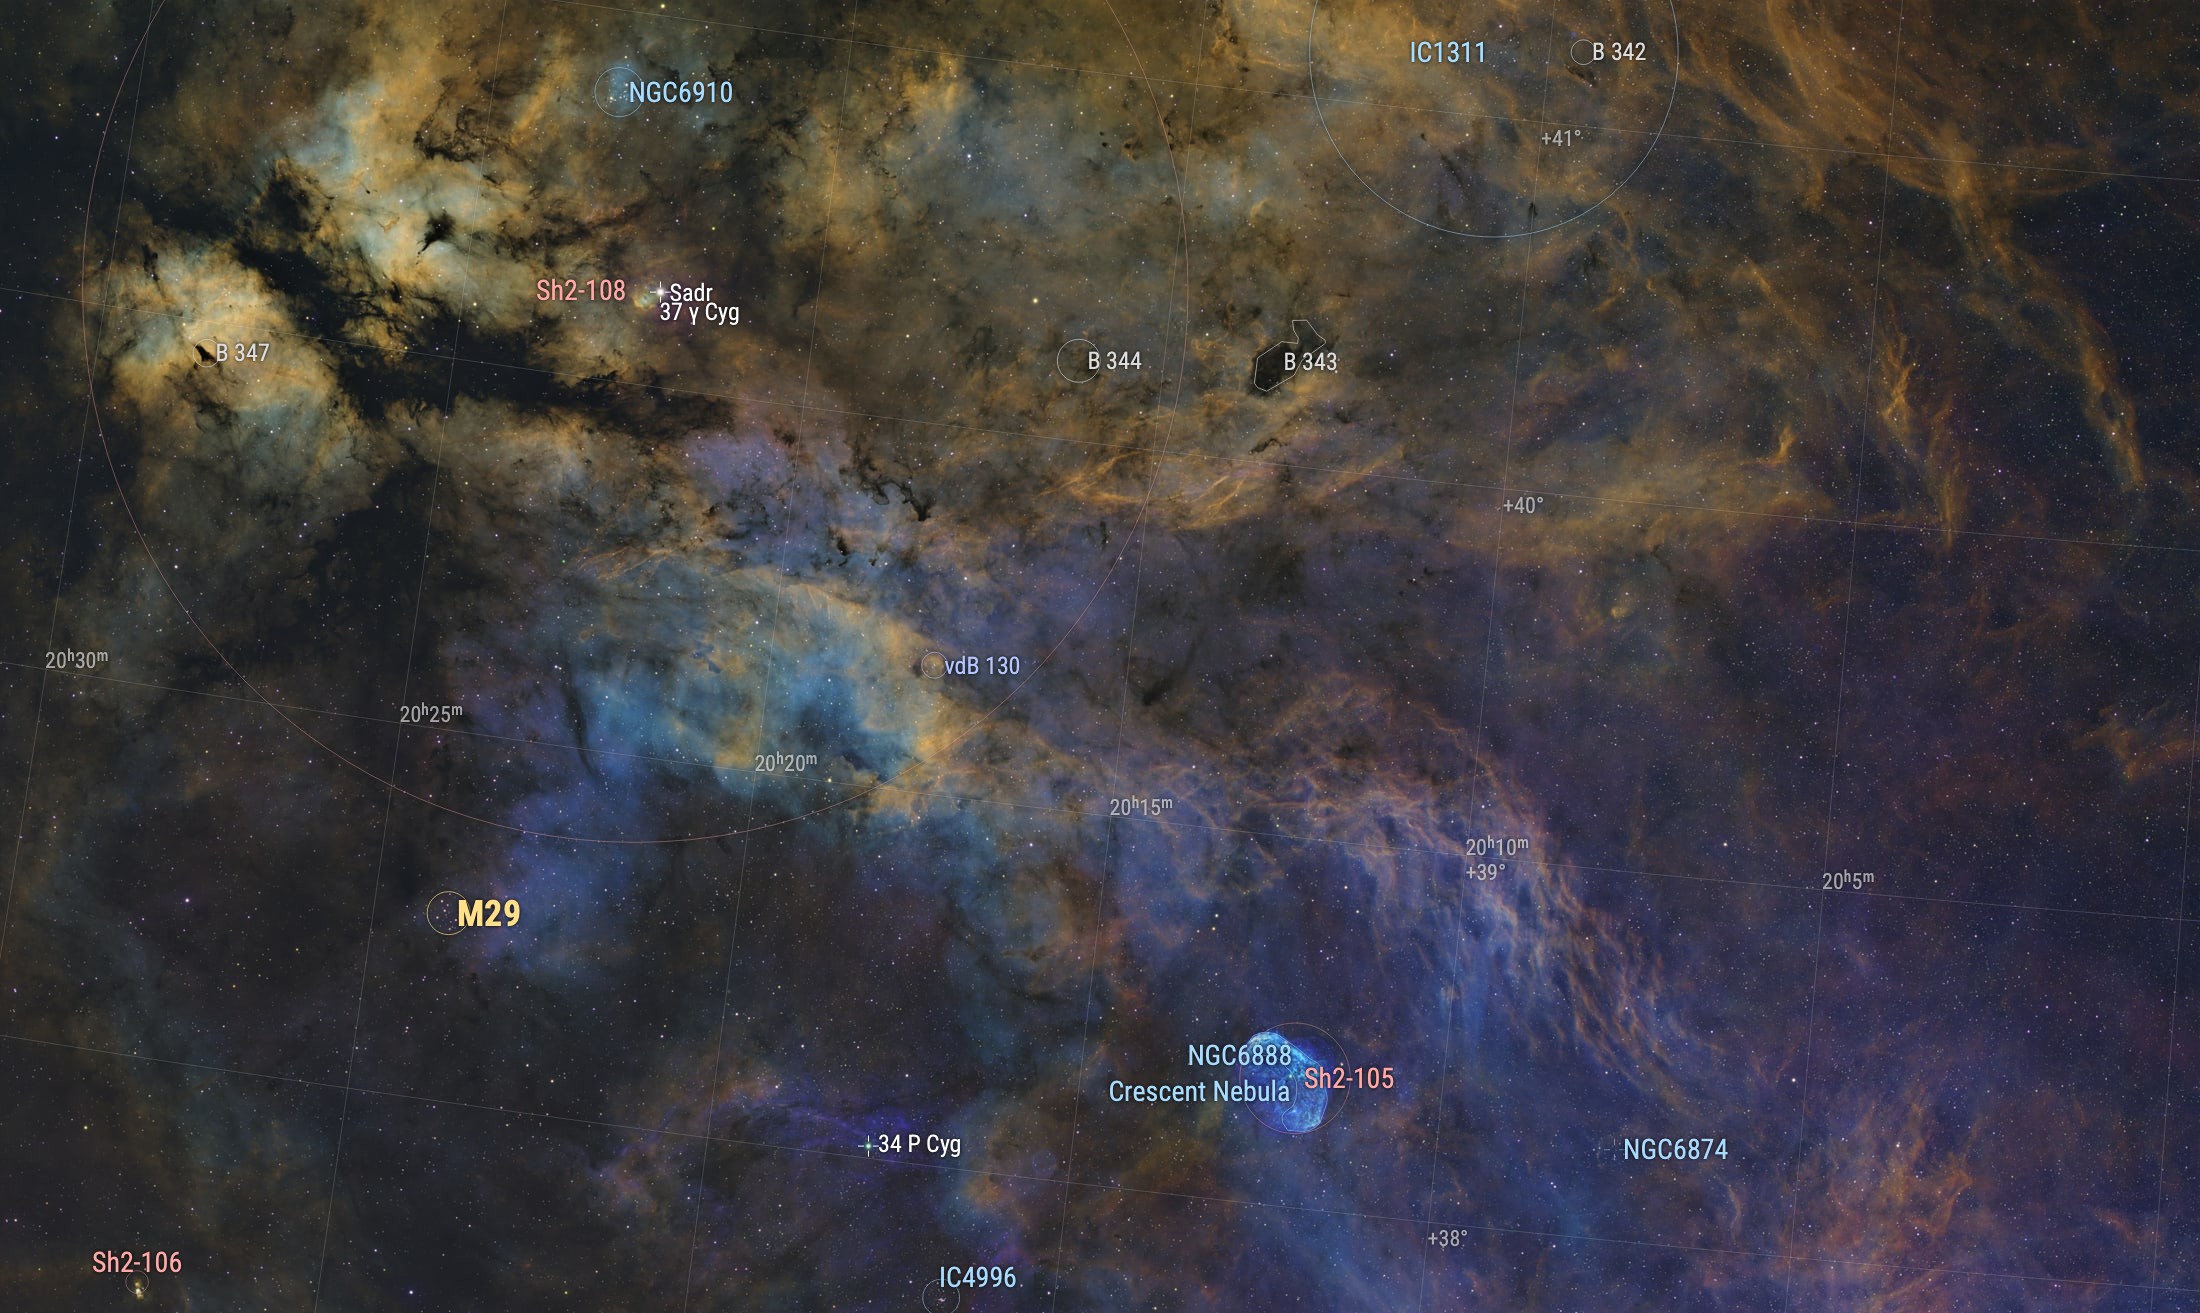 IC1311
B 342
NGC6910
+41°
Sh2-108
Sadr
37 γ Cyg
B 347
B 344
B 343
+40°
20h30m
vdB 130
20h25m
20h20m
20h15m
20h10m
+39°
20h5m
M29
NGC6888
Sh2-105
Crescent Nebula
34 P Cyg
NGC6874
+38°
Sh2-106
IC4996